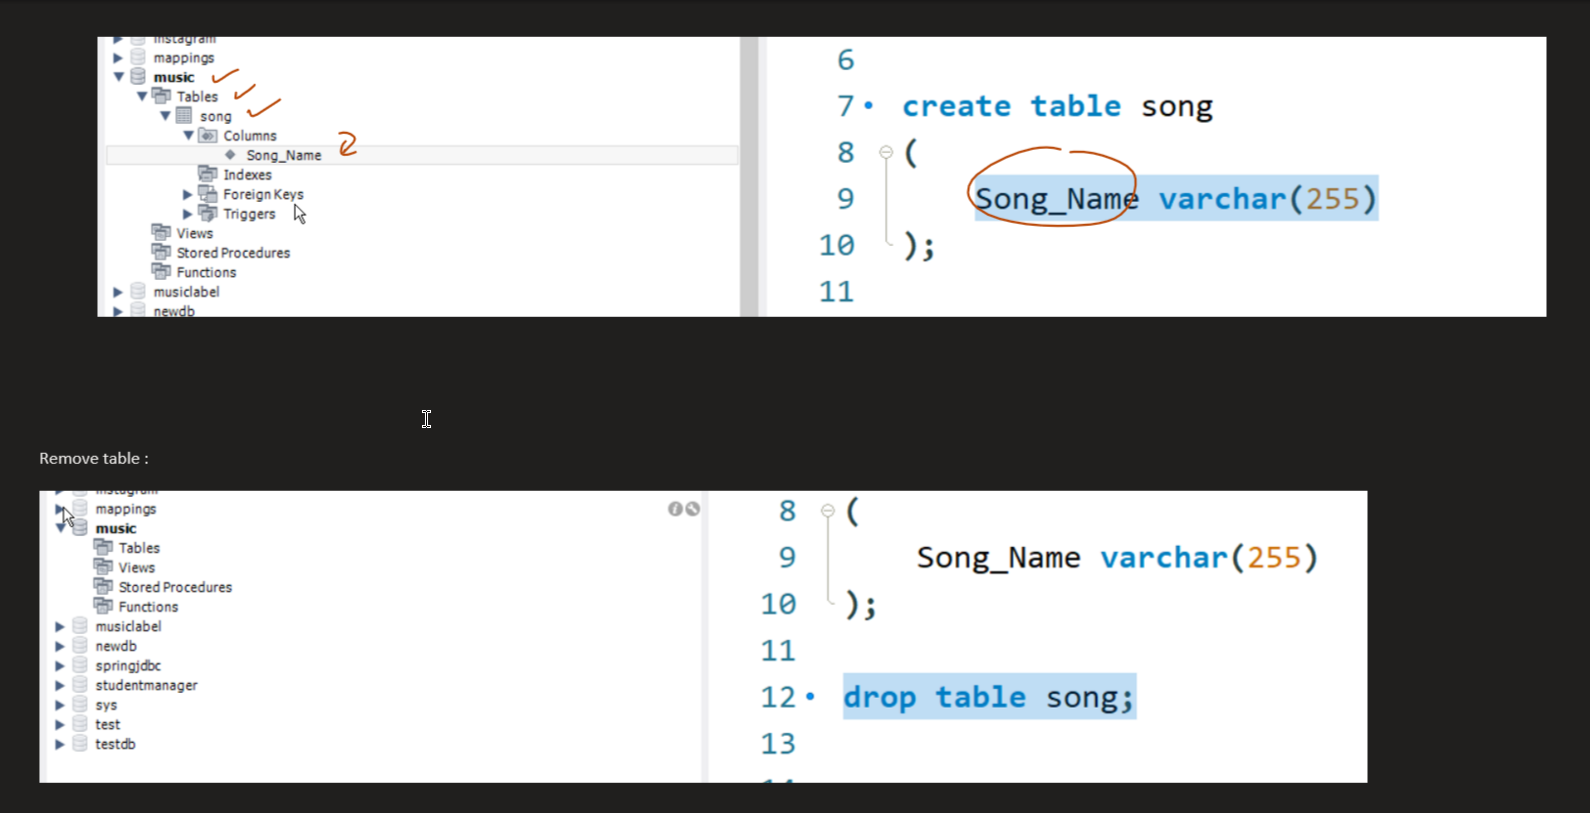 instagram
mappings
music
Tables
song
Columns
Song_Name
Indexes
Foreign Keys
Triggers
Views
Stored Procedures
Functions
musiclabel
newdb
6
7 create table song
8 (
9 Song_Name varchar(255)
10 );
11
Remove table :
instagram
mappings
music
Tables
Views
Stored Procedures
Functions
musiclabel
newdb
springjdbc
studentmanager
sys
test
testdb
8 (
9 Song_Name varchar(255)
10 );
11
12 drop table song;
13